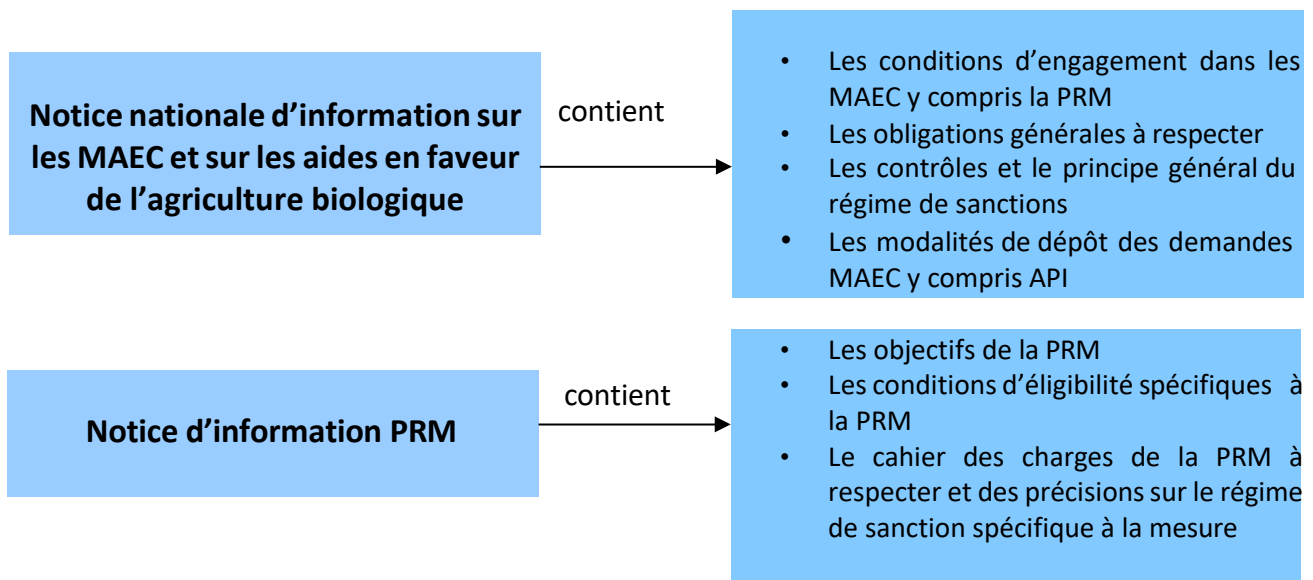 Notice nationale d’information sur
les MAEC et sur les aides en faveur
de l’agriculture biologique
contient
• Les conditions d’engagement dans les
MAEC y compris la PRM
• Les obligations générales à respecter
• Les contrôles et le principe général du
régime de sanctions
• Les modalités de dépôt des demandes
MAEC y compris API
Notice d’information PRM
contient
• Les objectifs de la PRM
• Les conditions d’éligibilité spécifiques à
la PRM
• Le cahier des charges de la PRM à
respecter et des précisions sur le régime
de sanction spécifique à la mesure